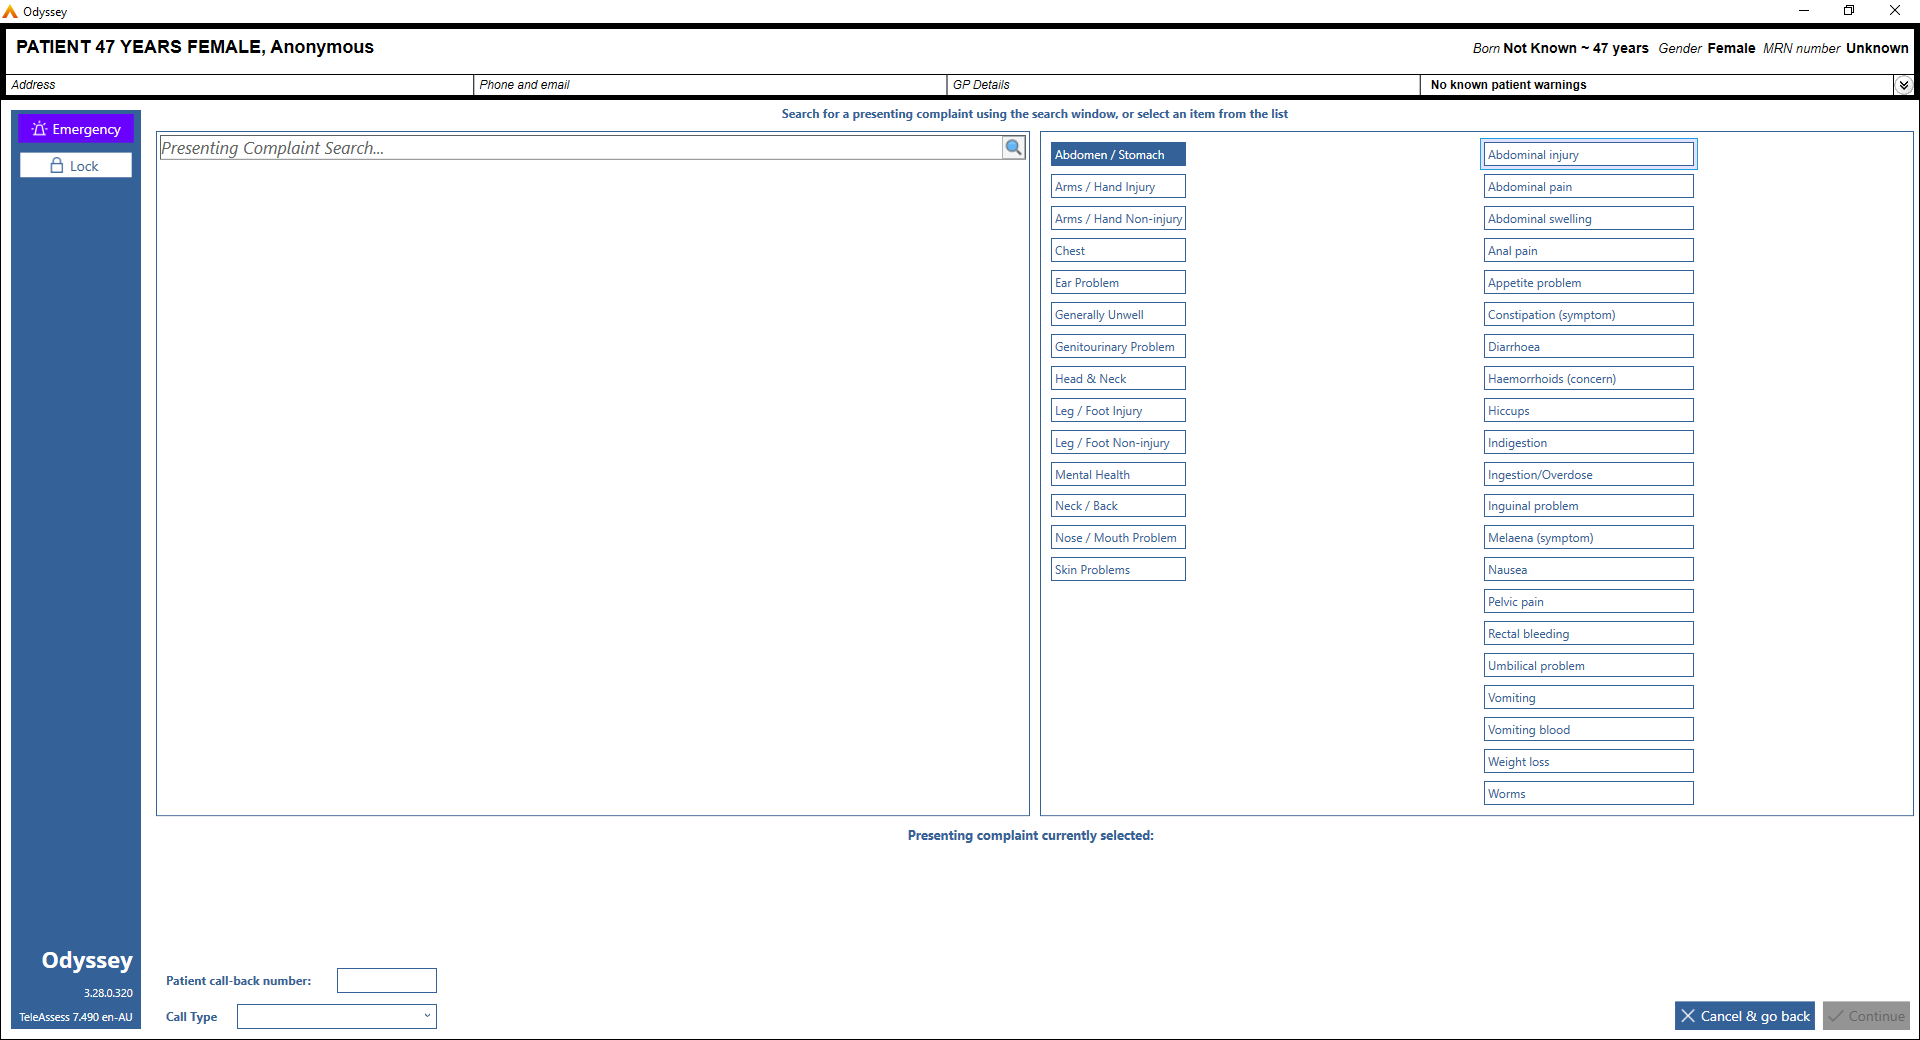 Odyssey
PATIENT 47 YEARS FEMALE, Anonymous
Born Not Known ~ 47 years Gender Female MRN number Unknown
Address
Phone and email
GP Details
No known patient warnings
Emergency
Lock
Search for a presenting complaint using the search window, or select an item from the list
Presenting Complaint Search...
Abdomen / Stomach
Arms / Hand Injury
Arms / Hand Non-injury
Chest
Ear Problem
Generally Unwell
Genitourinary Problem
Head & Neck
Leg / Foot Injury
Leg / Foot Non-injury
Mental Health
Neck / Back
Nose / Mouth Problem
Skin Problems
Abdominal injury
Abdominal pain
Abdominal swelling
Anal pain
Appetite problem
Constipation (symptom)
Diarrhoea
Haemorrhoids (concern)
Hiccups
Indigestion
Ingestion/Overdose
Inguinal problem
Melaena (symptom)
Nausea
Pelvic pain
Rectal bleeding
Umbilical problem
Vomiting
Vomiting blood
Weight loss
Worms
Presenting complaint currently selected:
Odyssey
3.28.0.320
TeleAssess 7.490 en-AU
Patient call-back number:
Call Type
Cancel & go back
Continue